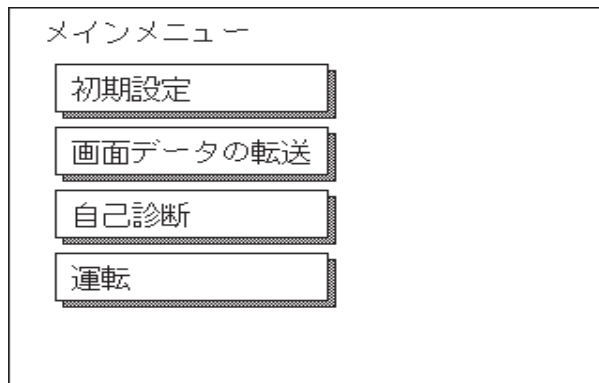 メインメニュー
初期設定
画面データの転送
自己診断
運転